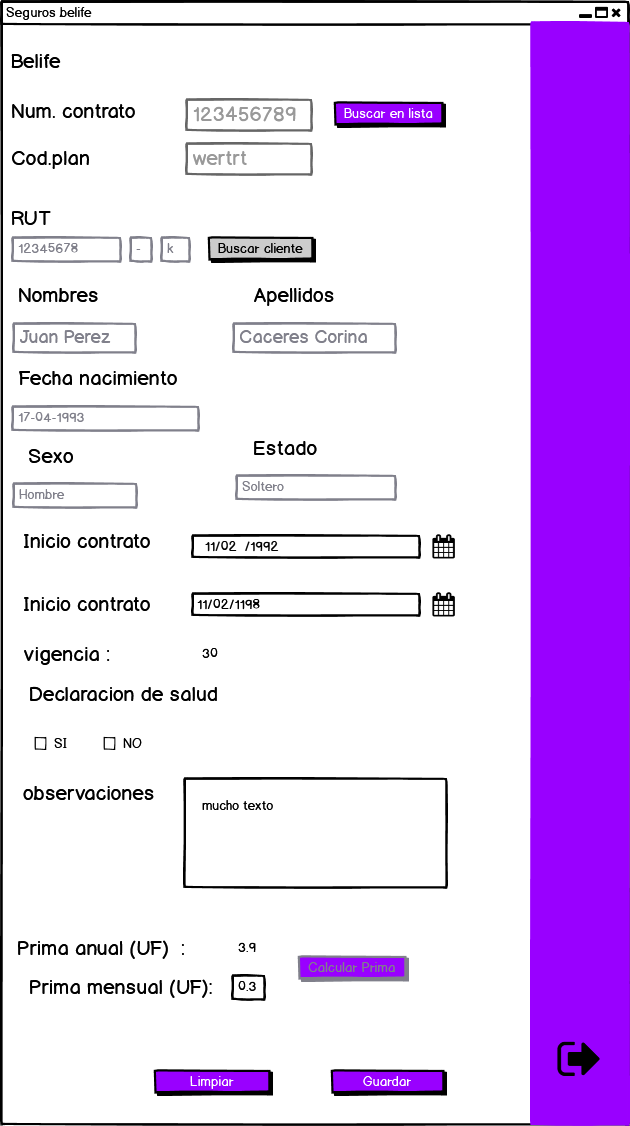 Seguros belife
Belife
Num. contrato 123456789 Buscar en lista
Cod.plan wertrt
RUT
12345678 - k Buscar cliente
Nombres Apellidos
Juan Perez Caceres Corina
Fecha nacimiento
17-04-1993
Sexo Estado
Hombre Soltero
Inicio contrato 11/02 /1992
Inicio contrato 11/02/1198
vigencia : 30
Declaracion de salud
SI NO
observaciones mucho texto
Prima anual (UF) : 3.9
Calcular Prima
Prima mensual (UF): 0.3
Limpiar Guardar